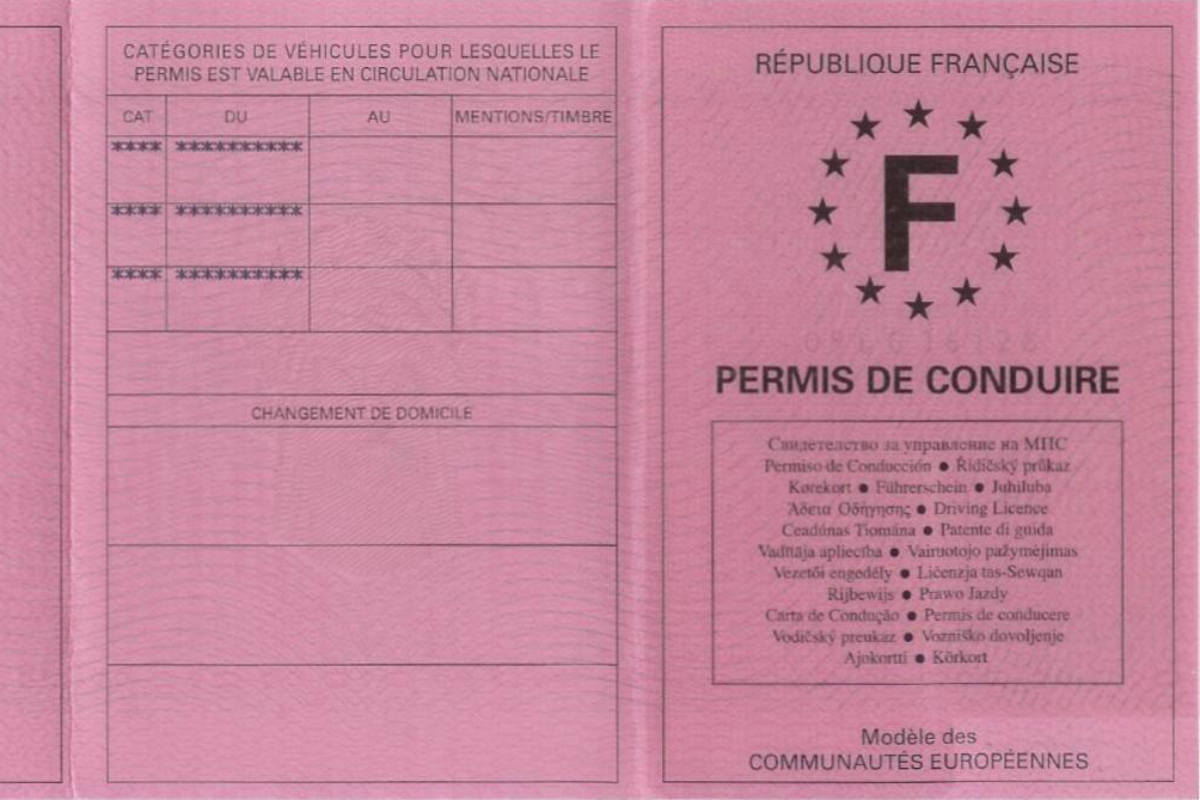 CATÉGORIES DE VÉHICULES POUR LESQUELLES LE
PERMIS EST VALABLE EN CIRCULATION NATIONALE
CAT DU AU MENTIONS/TIMBRE
**** **********
**** **********
**** **********
CHANGEMENT DE DOMICILE
RÉPUBLIQUE FRANÇAISE
F
PERMIS DE CONDUIRE
Свидетелство за управление на МПС
Permiso de Conducción ● Řidičský průkaz
Kørekort ● Führerschein ● Juhiluba
Άδεια Οδήγησης ● Driving Licence
Ceadúnas Tiomána ● Patente di guida
Vadītāja apliecība ● Vairuotojo pažymėjimas
Vezetői engedély ● Liċenzja tas-Sewqan
Rijbewijs ● Prawo Jazdy
Carta de Condução ● Permis de conducere
Vodičský preukaz ● Vozniško dovoljenje
Ajokortti ● Körkort
Modèle des
COMMUNAUTÉS EUROPÉENNES